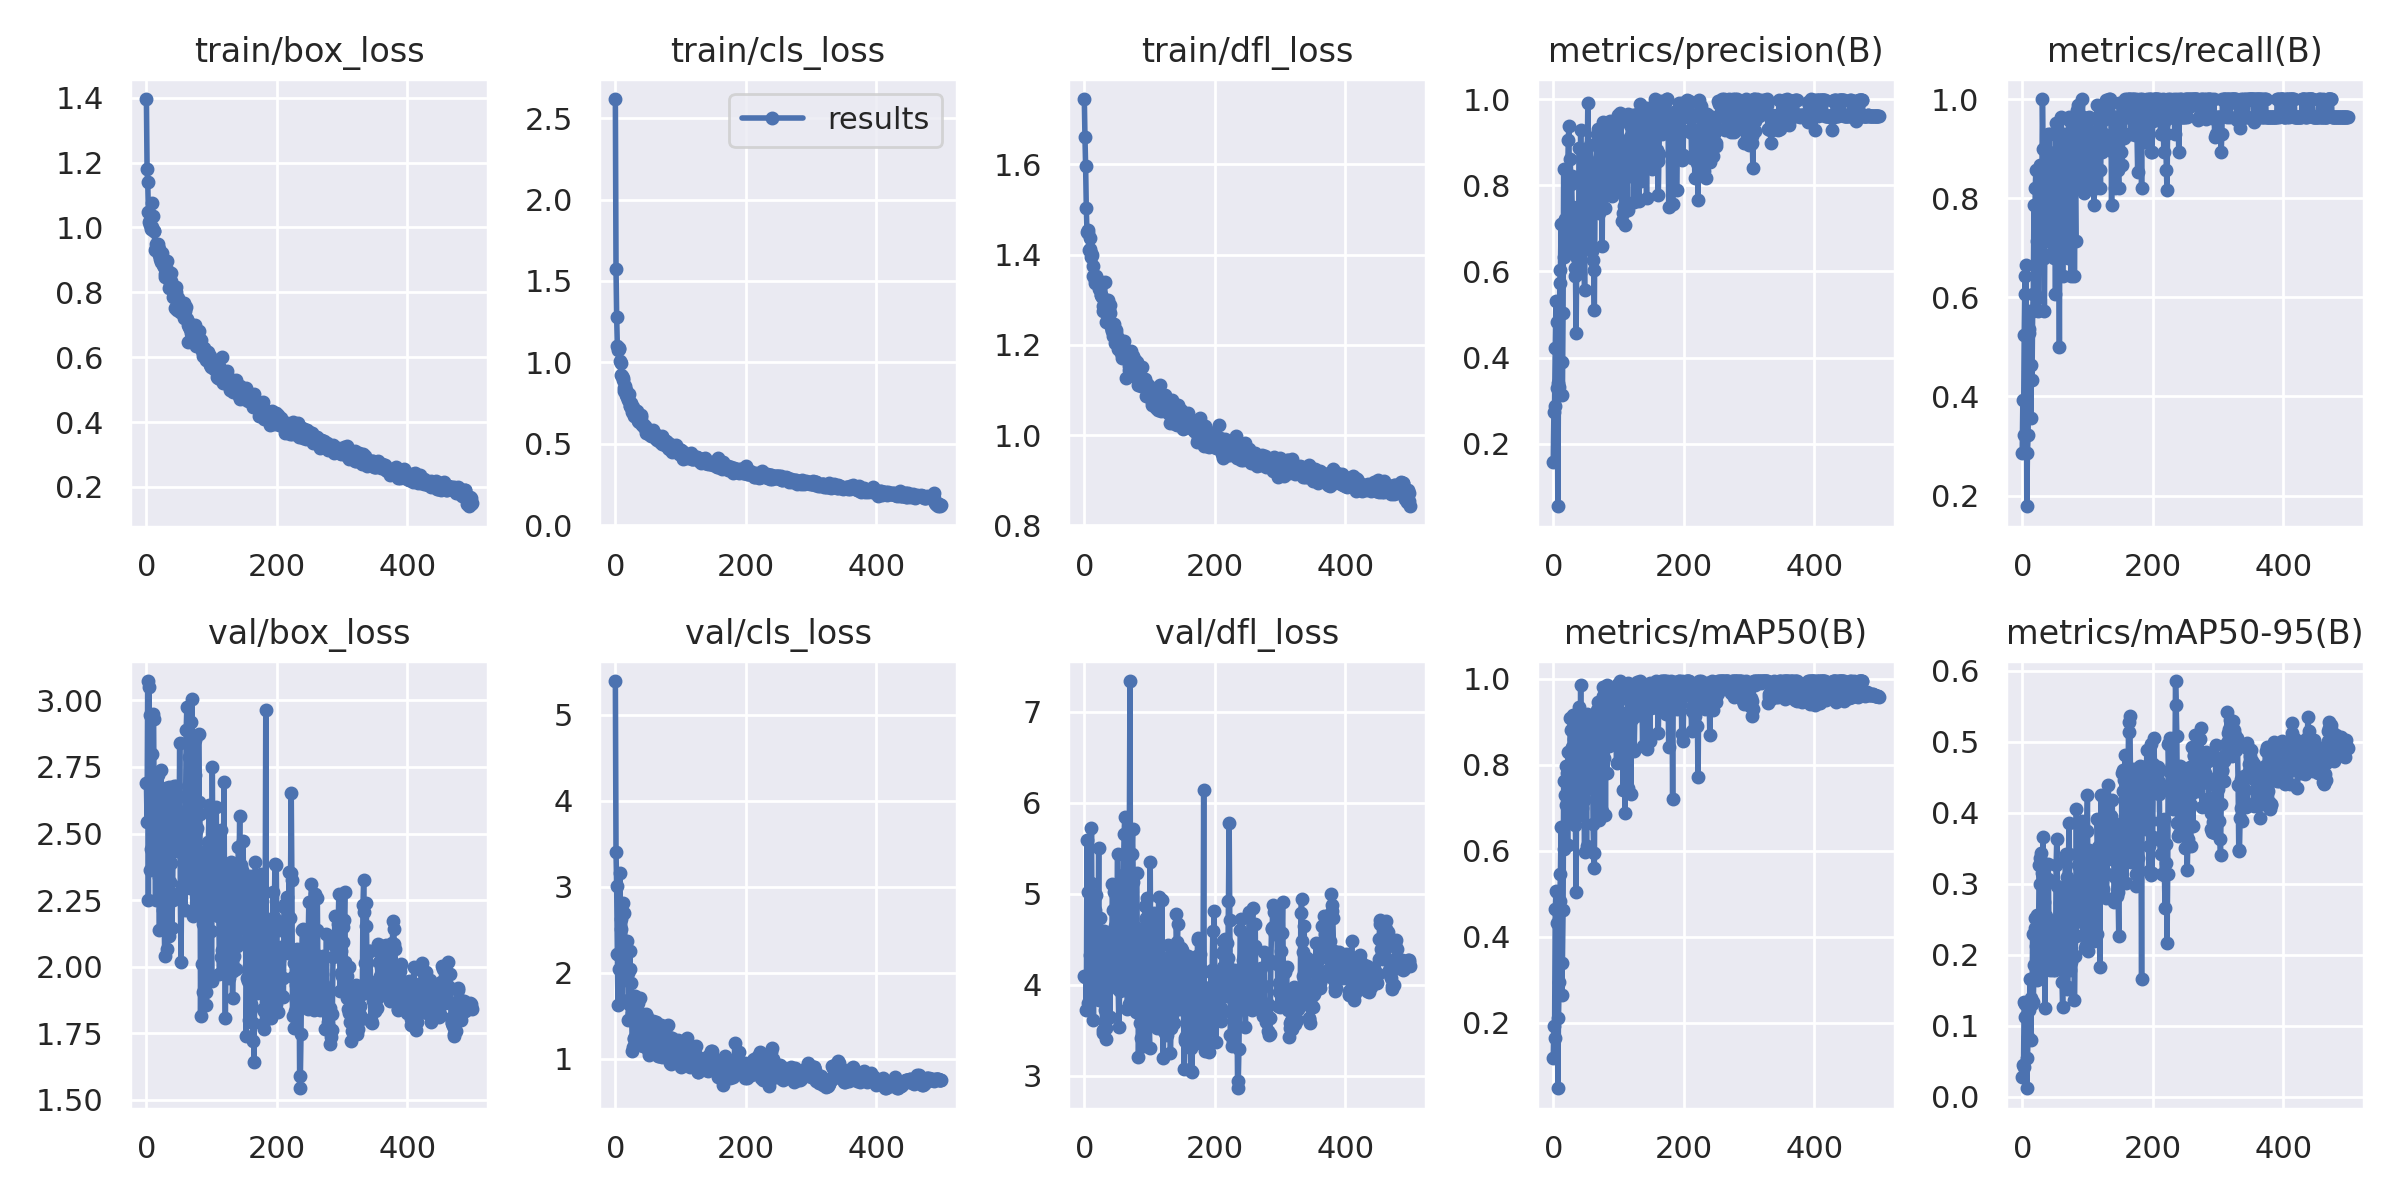 train/box_loss
1.4
1.2
1.0
0.8
0.6
0.4
0.2
0 200 400
train/cls_loss
results
2.5
2.0
1.5
1.0
0.5
0.0
0 200 400
train/dfl_loss
1.6
1.4
1.2
1.0
0.8
0 200 400
metrics/precision(B)
1.0
0.8
0.6
0.4
0.2
0 200 400
metrics/recall(B)
1.0
0.8
0.6
0.4
0.2
0 200 400
val/box_loss
3.00
2.75
2.50
2.25
2.00
1.75
1.50
0 200 400
val/cls_loss
5
4
3
2
1
0 200 400
val/dfl_loss
7
6
5
4
3
0 200 400
metrics/mAP50(B)
1.0
0.8
0.6
0.4
0.2
0 200 400
metrics/mAP50-95(B)
0.6
0.5
0.4
0.3
0.2
0.1
0.0
0 200 400